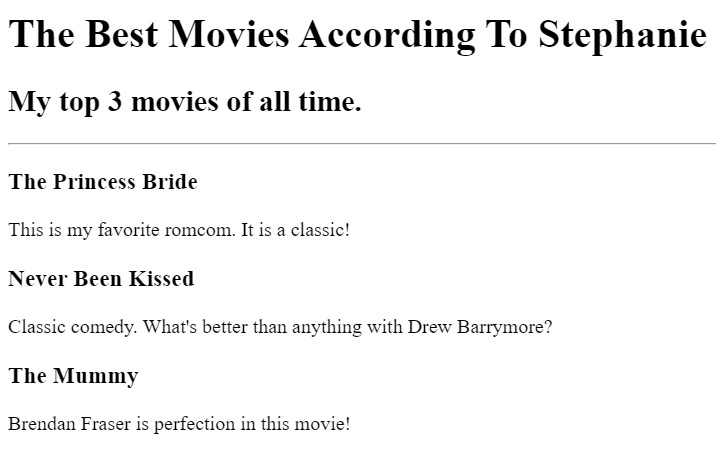 The Best Movies According To Stephanie
My top 3 movies of all time.
The Princess Bride
This is my favorite romcom. It is a classic!
Never Been Kissed
Classic comedy. What's better than anything with Drew Barrymore?
The Mummy
Brendan Fraser is perfection in this movie!